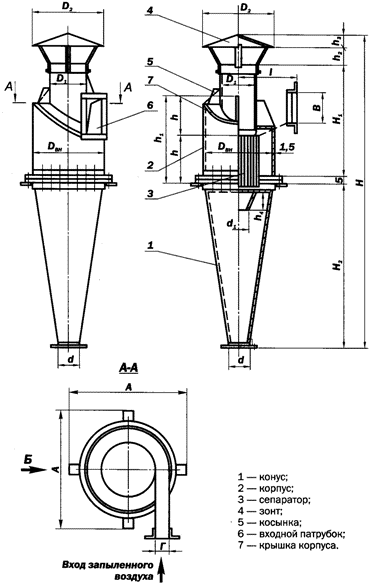 D₂
4
D₂
h₃
h₂
5
D₁
D₁
l
A
A
7
6
B
h₁
h
H₁
H
Dвн
2
h
Dвн
1,5
3
5
d₁
h₄
1
H₂
d
d
А-А
A
Б
A
Г
Вход запыленного
воздуха
1 — конус;
2 — корпус;
3 — сепаратор;
4 — зонт;
5 — косынка;
6 — входной патрубок;
7 — крышка корпуса.